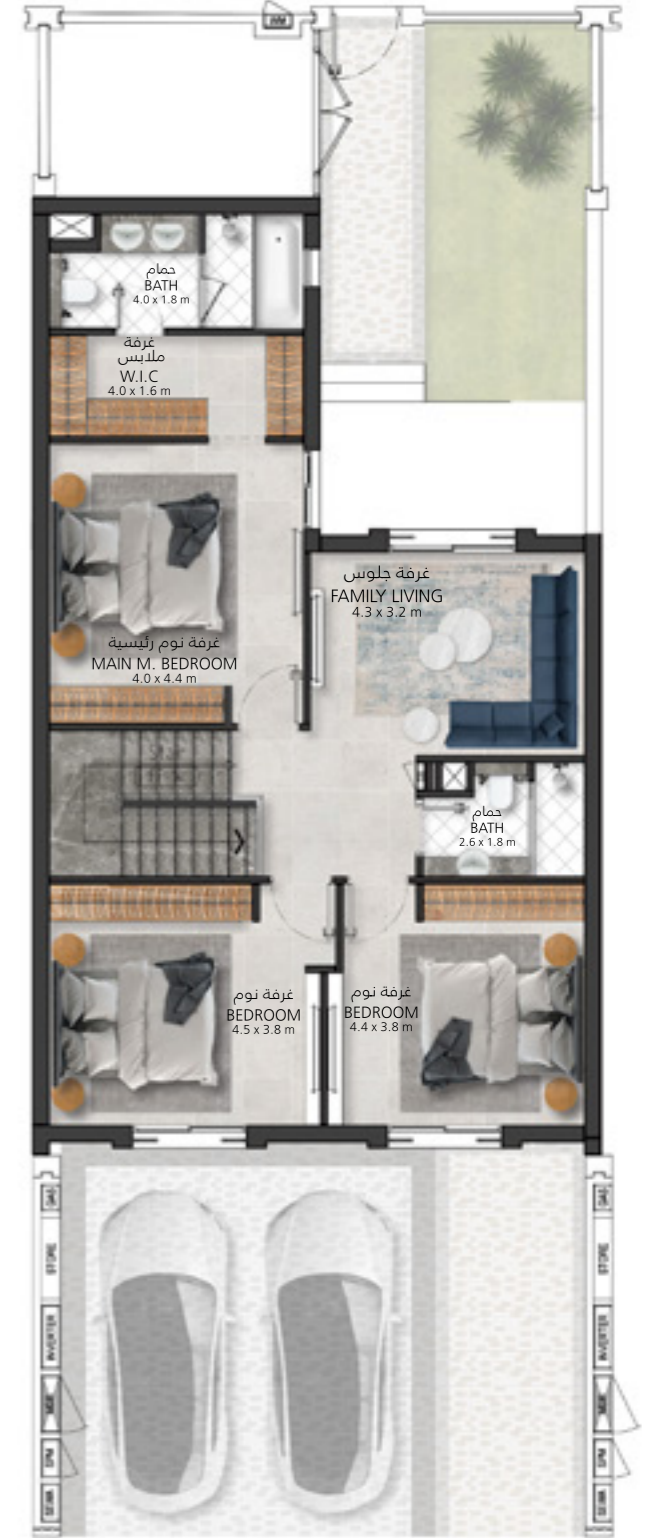 حمام
BATH
4.0 x 1.8 m
غرفة
ملابس
W.I.C
4.0 x 1.6 m
غرفة جلوس
FAMILY LIVING
4.3 x 3.2 m
غرفة نوم رئيسية
MAIN M. BEDROOM
4.0 x 4.4 m
حمام
BATH
2.6 x 1.8 m
غرفة نوم
BEDROOM
4.5 x 3.8 m
غرفة نوم
BEDROOM
4.4 x 3.8 m
GAS
STORE
INVERTER
GAS
STORE
INVERTER